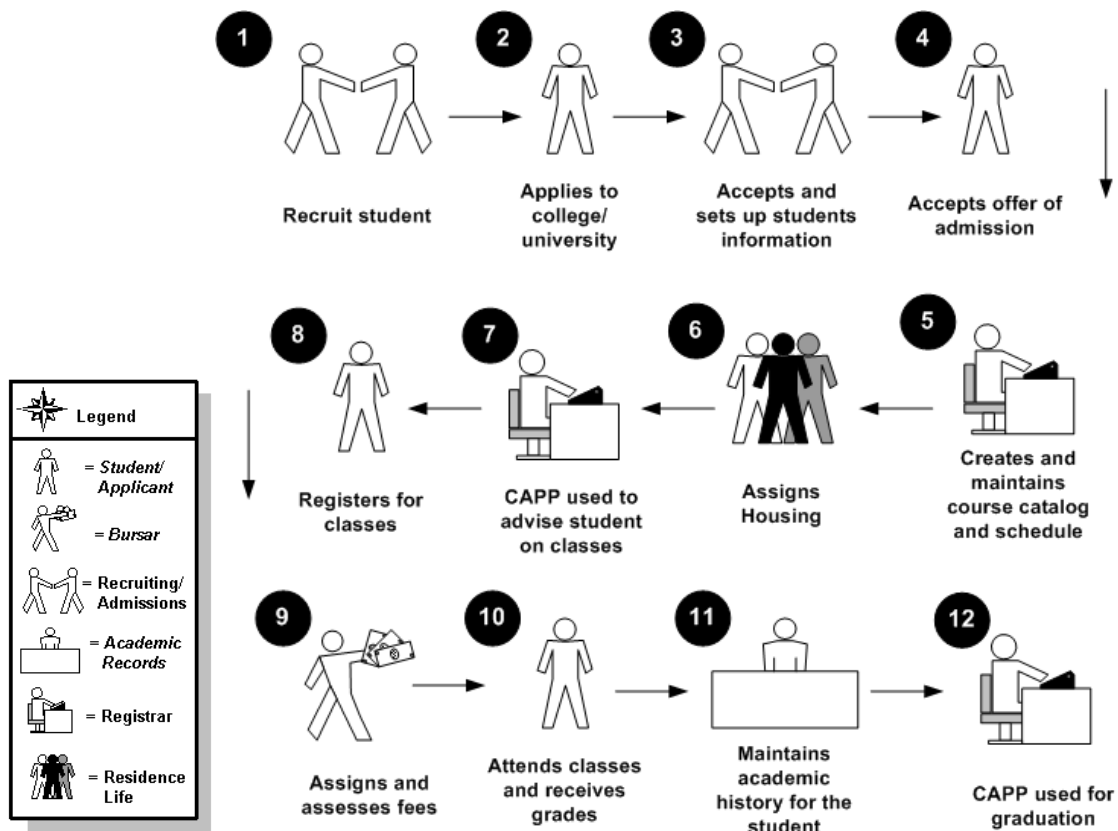 1
2
3
4
Recruit student
Applies to
college/
university
Accepts and
sets up students
information
Accepts offer of
admission
8
7
6
5
Registers for
classes
CAPP used to
advise student
on classes
Assigns
Housing
Creates and
maintains
course catalog
and schedule
9
10
11
12
Assigns and
assesses fees
Attends classes
and receives
grades
Maintains
academic
history for the
student
CAPP used for
graduation
Legend
= Student/
Applicant
= Bursar
= Recruiting/
Admissions
= Academic
Records
= Registrar
= Residence
Life